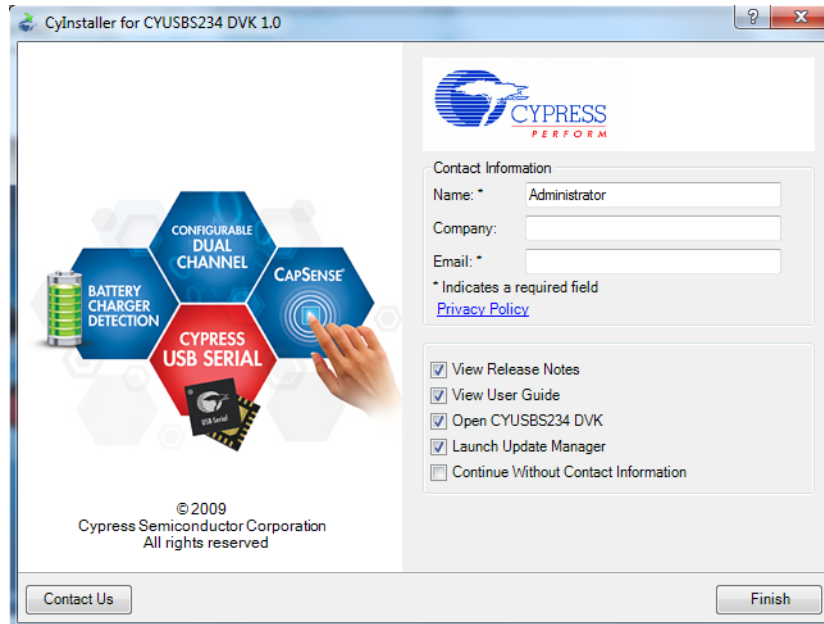 CyInstaller for CYUSBS234 DVK 1.0
?
X
CYPRESS
PERFORM
Contact Information
Name: *
Administrator
Company:
Email: *
* Indicates a required field
Privacy Policy
CONFIGURABLE
DUAL
CHANNEL
CAPSENSE®
BATTERY
CHARGER
DETECTION
CYPRESS
USB SERIAL
USB Serial
View Release Notes
View User Guide
Open CYUSBS234 DVK
Launch Update Manager
Continue Without Contact Information
© 2009
Cypress Semiconductor Corporation
All rights reserved
Contact Us
Finish